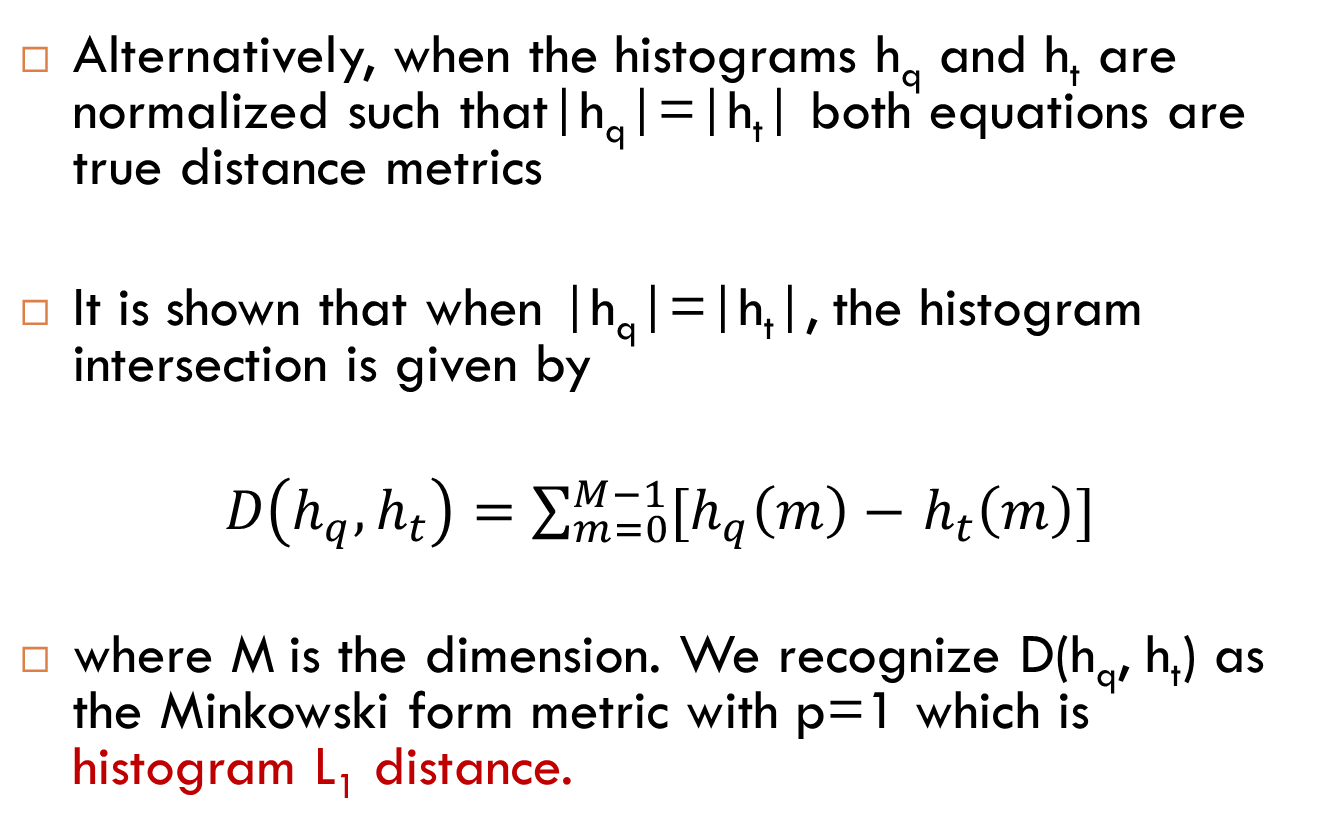 □ Alternatively, when the histograms h_q and h_t are
normalized such that|h_q|=|h_t| both equations are
true distance metrics
□ It is shown that when |h_q|=|h_t|, the histogram
intersection is given by
D(h_q, h_t) = ∑_{m=0}^{M−1}[h_q(m) − h_t(m)]
□ where M is the dimension. We recognize D(h_q, h_t) as
the Minkowski form metric with p=1 which is
histogram L_1 distance.